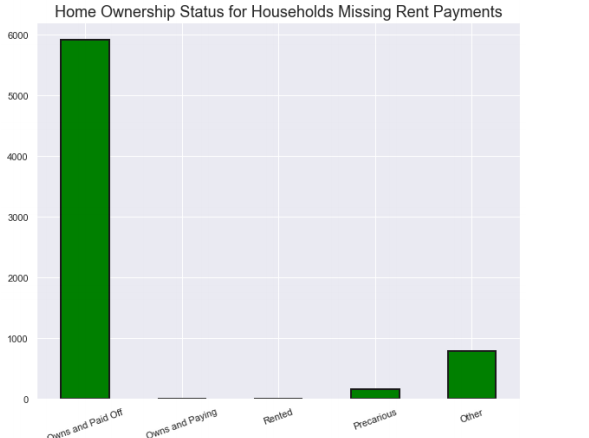 Home Ownership Status for Households Missing Rent Payments
6000
5000
4000
3000
2000
1000
0
Owns and Paid Off
Owns and Paying
Rented
Precarious
Other